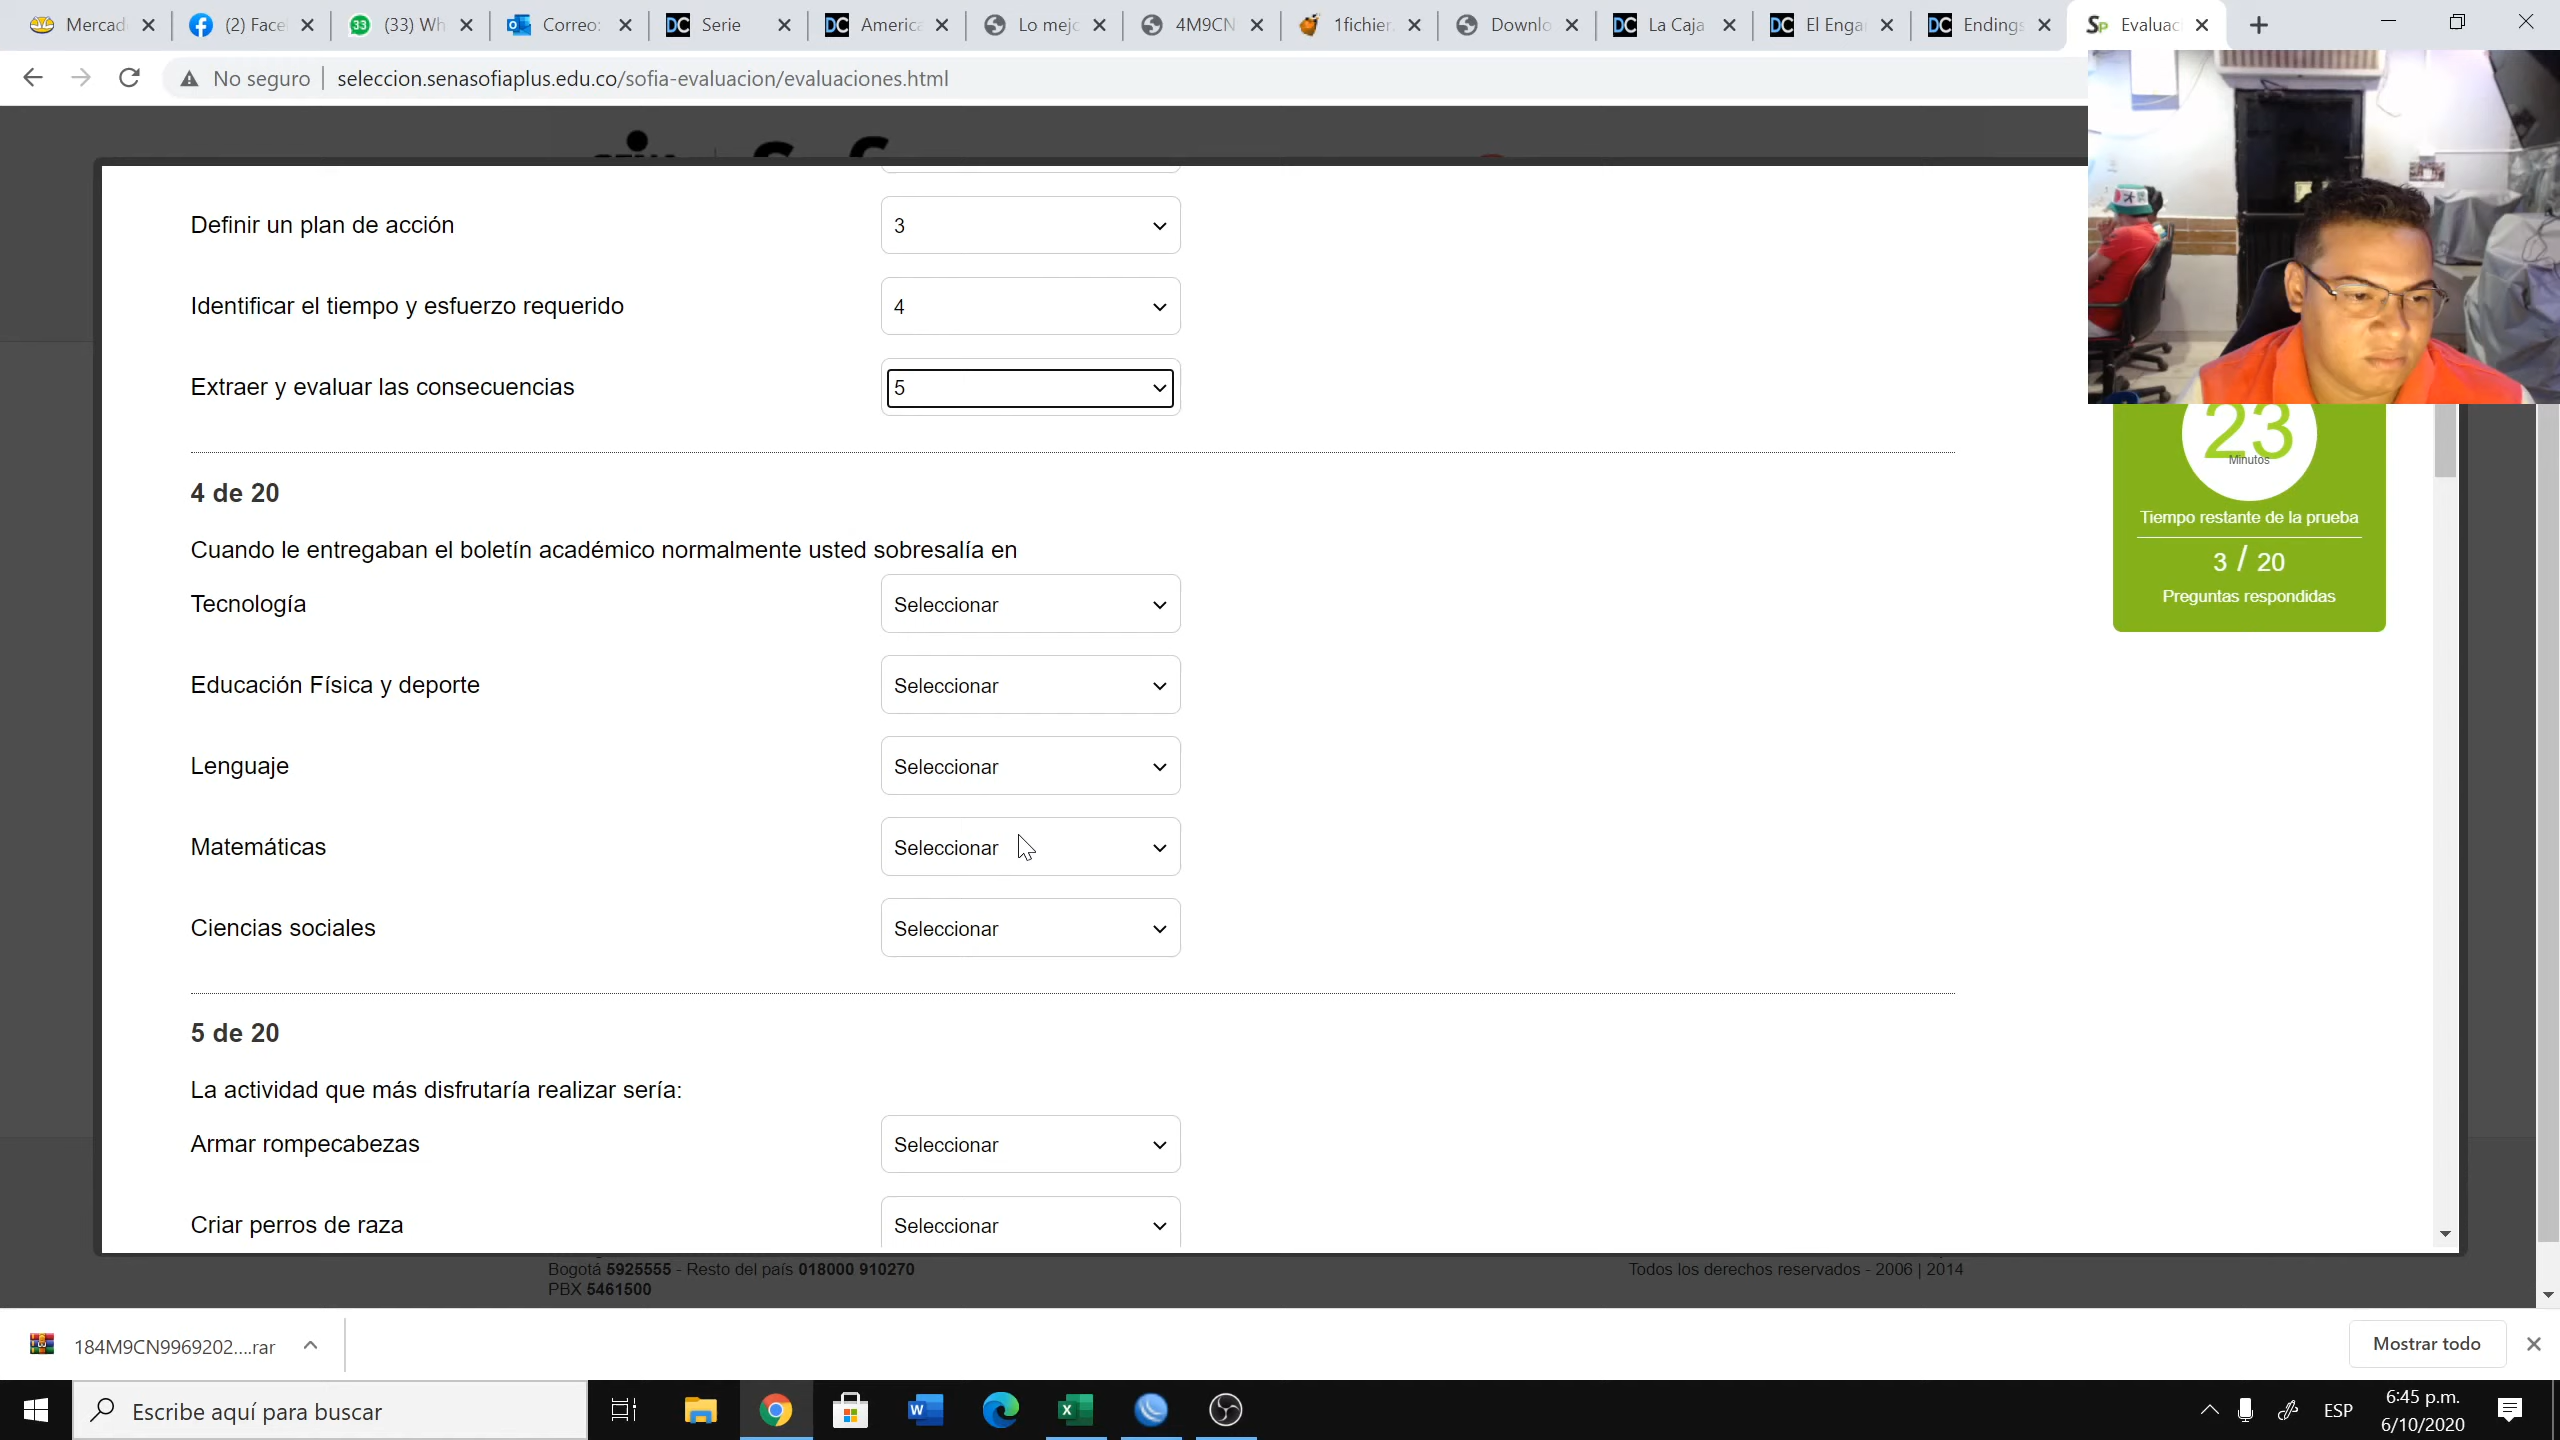 Mercad
(2) Face
(33) Wh
Correo:
Serie
America
Lo mejo
4M9CN
1fichier.
Downlo
La Caja
El Enga
Endings
Evaluac
No seguro
seleccion.senasofiaplus.edu.co/sofia-evaluacion/evaluaciones.html
Definir un plan de acción
3
Identificar el tiempo y esfuerzo requerido
4
Extraer y evaluar las consecuencias
5
23
Minutos
Tiempo restante de la prueba
3 / 20
Preguntas respondidas
4 de 20
Cuando le entregaban el boletín académico normalmente usted sobresalía en
Tecnología
Seleccionar
Educación Física y deporte
Seleccionar
Lenguaje
Seleccionar
Matemáticas
Seleccionar
Ciencias sociales
Seleccionar
5 de 20
La actividad que más disfrutaría realizar sería:
Armar rompecabezas
Seleccionar
Criar perros de raza
Seleccionar
Bogotá 5925555 - Resto del país 018000 910270
PBX 5461500
Todos los derechos reservados - 2006 | 2014
184M9CN9969202....rar
Mostrar todo
Escribe aquí para buscar
ESP
6:45 p.m.
6/10/2020